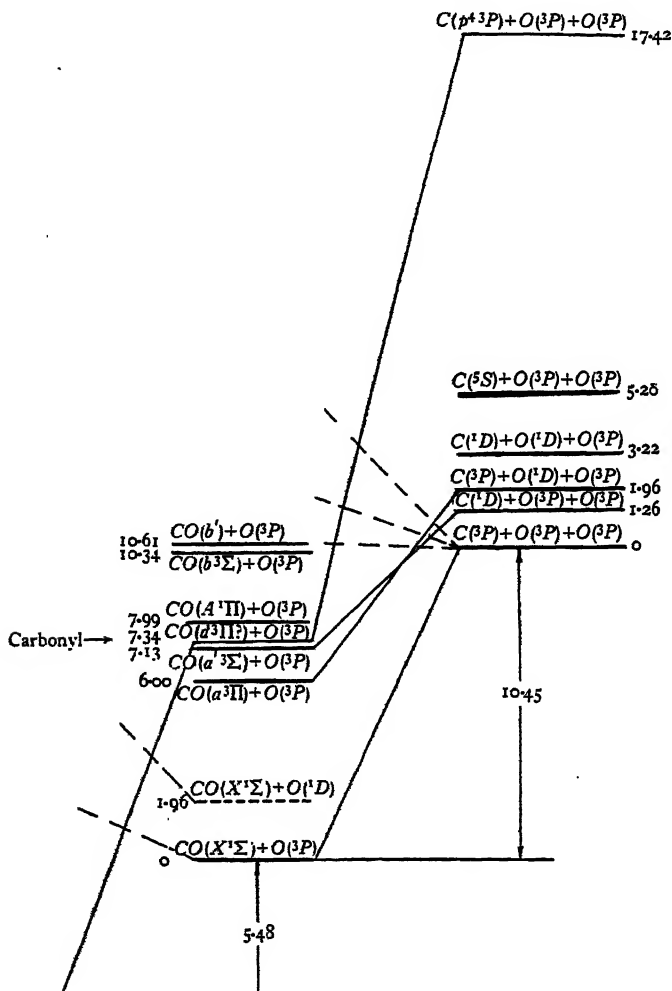 C(p⁴ ³P)+O(³P)+O(³P)
17·42
C(⁵S)+O(³P)+O(³P)
5·28
C(¹D)+O(¹D)+O(³P)
3·22
C(³P)+O(¹D)+O(³P)
1·96
C(¹D)+O(³P)+O(³P)
1·26
C(³P)+O(³P)+O(³P)
0
10·61
CO(b′)+O(³P)
10·34
CO(b³Σ)+O(³P)
CO(A¹Π)+O(³P)
7·99
CO(d³Π?)+O(³P)
7·34
Carbonyl→
7·13
CO(a′³Σ)+O(³P)
6·00
CO(a³Π)+O(³P)
10·45
CO(X¹Σ)+O(¹D)
1·96
CO(X¹Σ)+O(³P)
0
5·48